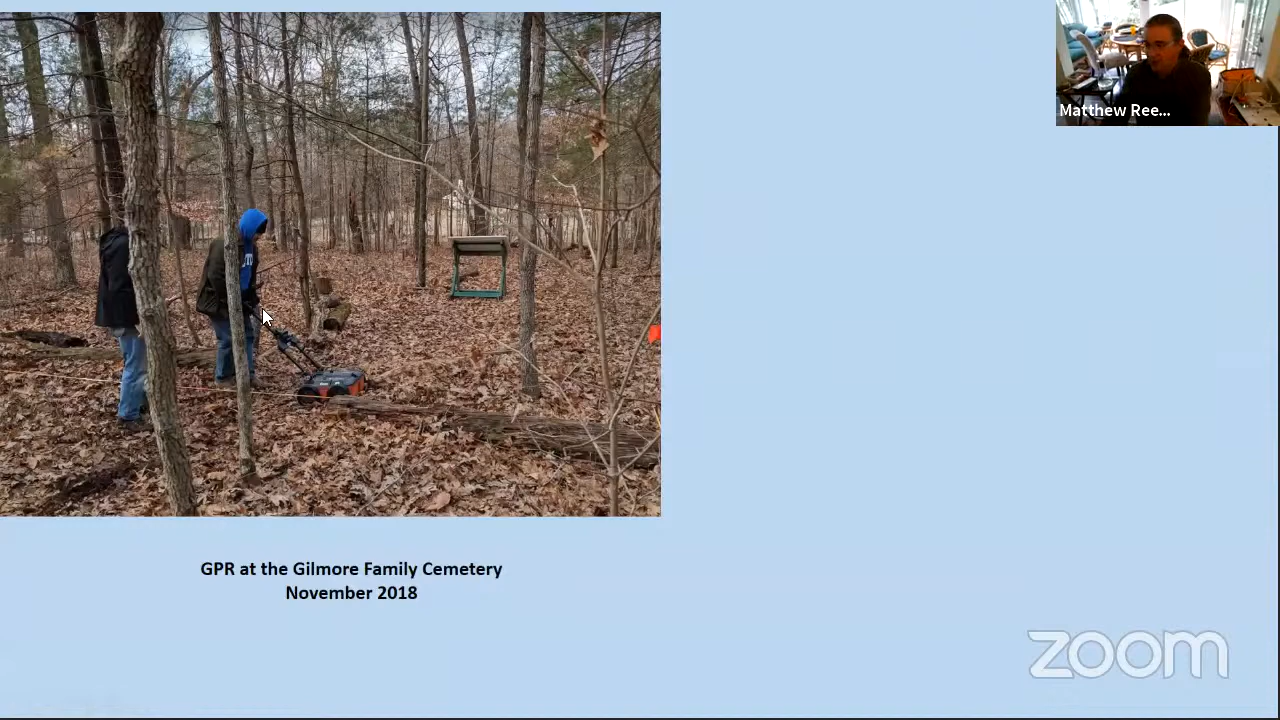 Matthew Ree...
GPR at the Gilmore Family Cemetery
November 2018
zoom